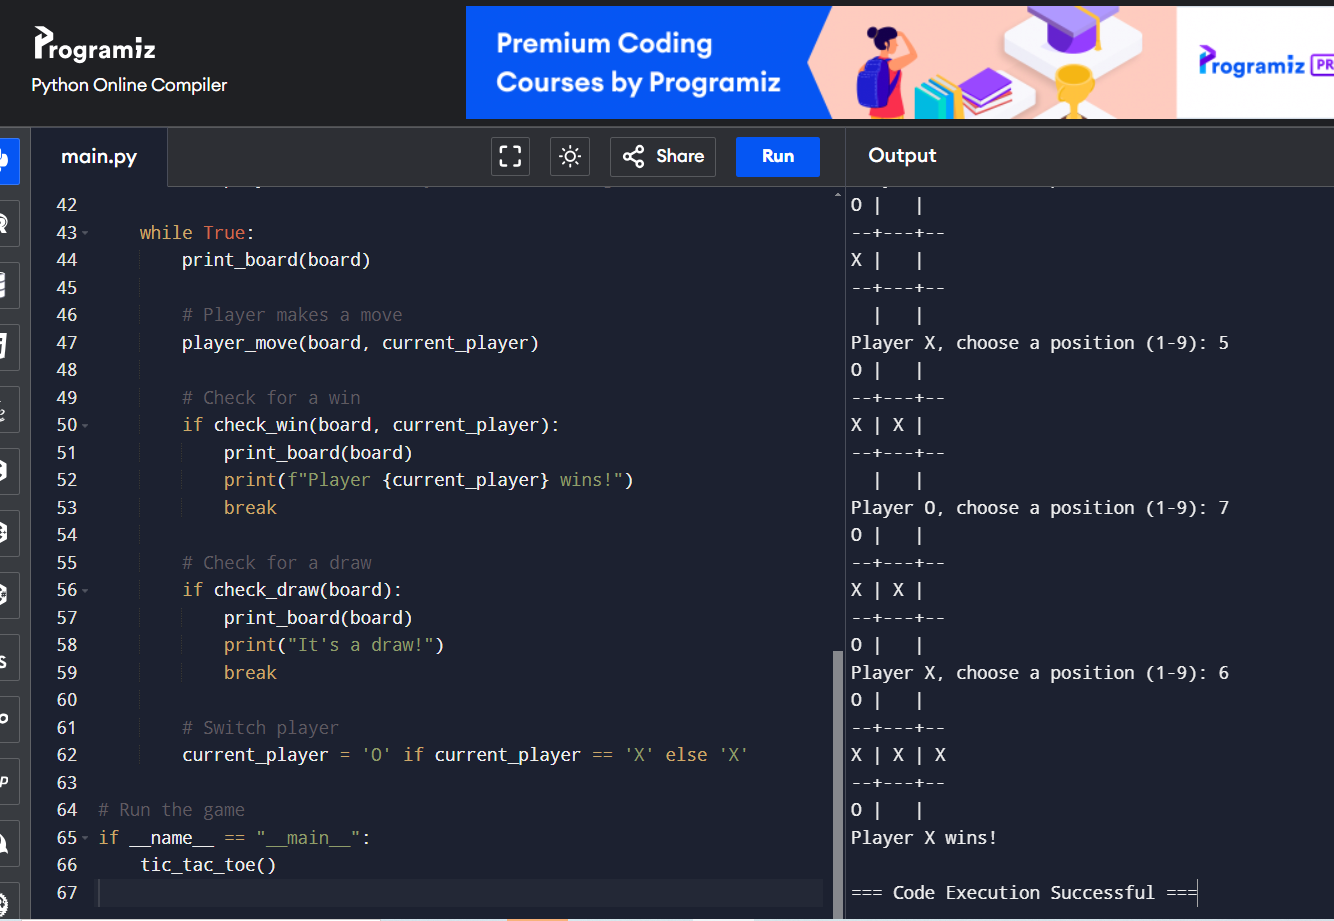 Programiz
Python Online Compiler
Premium Coding
Courses by Programiz
Programiz PR
main.py
Share
Run
Output
42
43 while True:
44 print_board(board)
45
46 # Player makes a move
47 player_move(board, current_player)
48
49 # Check for a win
50 if check_win(board, current_player):
51 print_board(board)
52 print(f"Player {current_player} wins!")
53 break
54
55 # Check for a draw
56 if check_draw(board):
57 print_board(board)
58 print("It's a draw!")
59 break
60
61 # Switch player
62 current_player = 'O' if current_player == 'X' else 'X'
63
64 # Run the game
65 if __name__ == "__main__":
66 tic_tac_toe()
67
O |   |
--+---+--
X |   |
--+---+--
  |   |
Player X, choose a position (1-9): 5
O |   |
--+---+--
X | X |
--+---+--
  |   |
Player O, choose a position (1-9): 7
O |   |
--+---+--
X | X |
--+---+--
O |   |
Player X, choose a position (1-9): 6
O |   |
--+---+--
X | X | X
--+---+--
O |   |
Player X wins!
=== Code Execution Successful ===